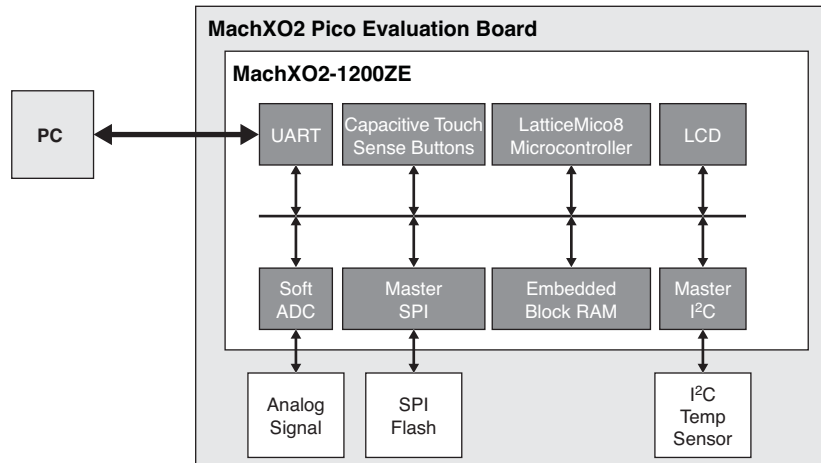 MachXO2 Pico Evaluation Board
MachXO2-1200ZE
PC
UART
Capacitive Touch
Sense Buttons
LatticeMico8
Microcontroller
LCD
Soft
ADC
Master
SPI
Embedded
Block RAM
Master
I²C
Analog
Signal
SPI
Flash
I²C
Temp
Sensor